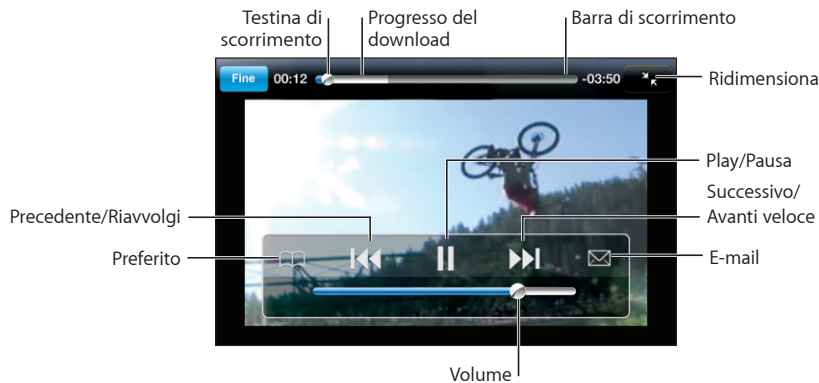 Testina di
scorrimento
Progresso del
download
Barra di scorrimento
Fine
00:12
-03:50
Ridimensiona
Play/Pausa
Successivo/
Avanti veloce
Precedente/Riavvolgi
Preferito
E-mail
Volume